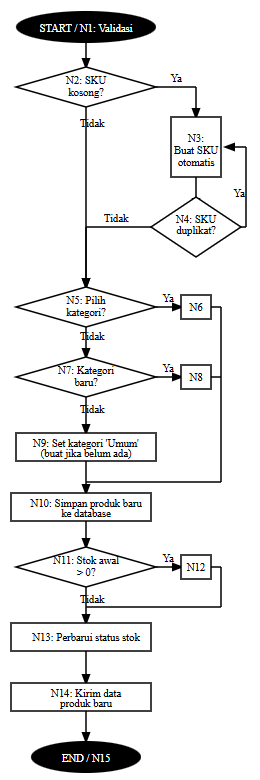 START / N1: Validasi
N2: SKU
kosong?
Ya
Tidak
N3:
Buat SKU
otomatis
Ya
Tidak
N4: SKU
duplikat?
N5: Pilih
kategori?
Ya
N6
Tidak
N7: Kategori
baru?
Ya
N8
Tidak
N9: Set kategori 'Umum'
(buat jika belum ada)
N10: Simpan produk baru
ke database
N11: Stok awal
> 0?
Ya
N12
Tidak
N13: Perbarui status stok
N14: Kirim data
produk baru
END / N15